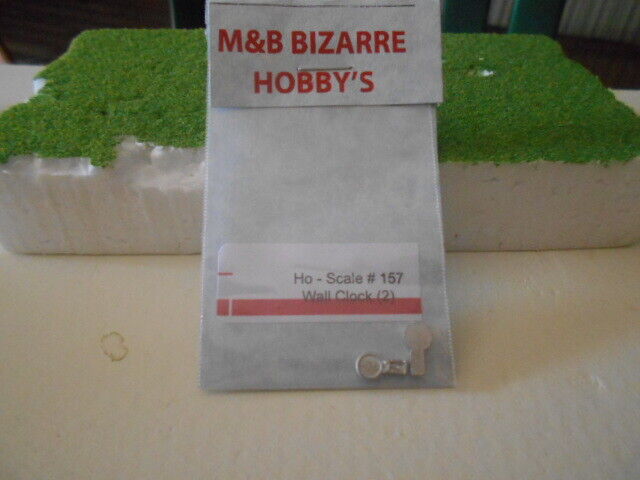 M&B BIZARRE
HOBBY'S
Ho - Scale # 157
Wall Clock (2)